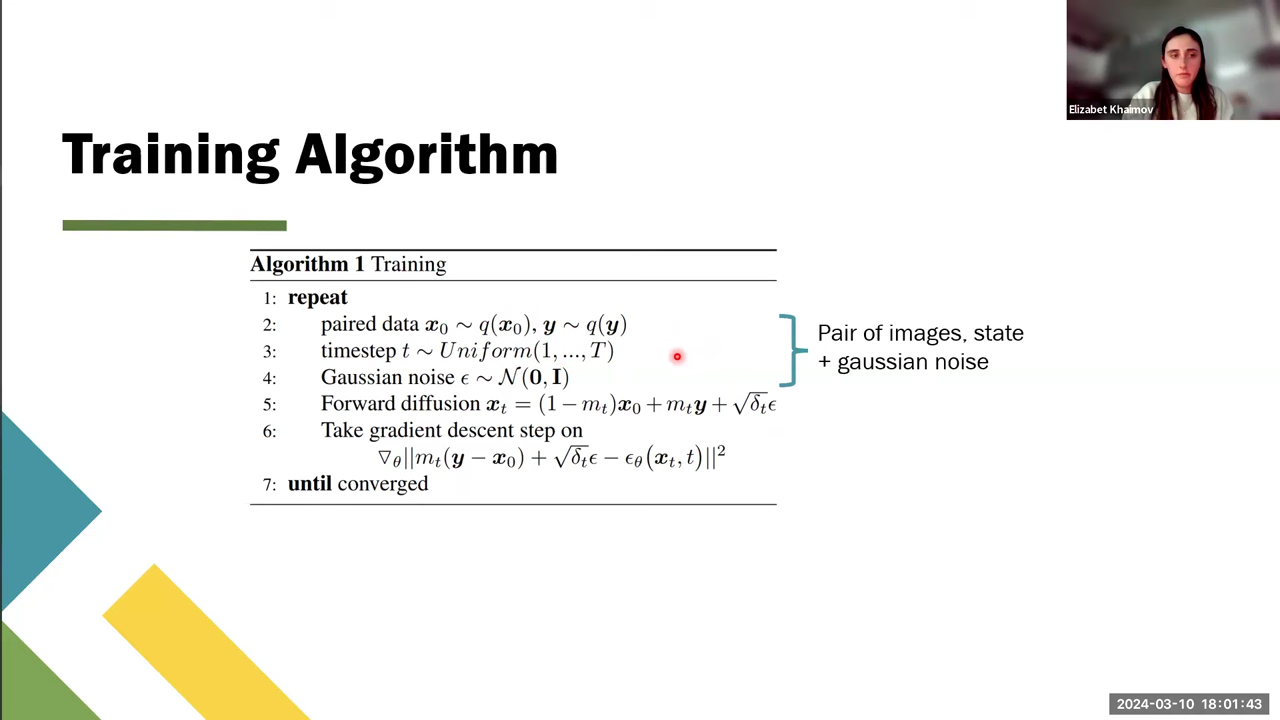 Elizabet Khaimov
Training Algorithm
Algorithm 1 Training
1: repeat
2: paired data x₀ ∼ q(x₀), y ∼ q(y)
3: timestep t ∼ Uniform(1, ..., T)
4: Gaussian noise ϵ ∼ 𝒩(0, I)
5: Forward diffusion xₜ = (1 − mₜ)x₀ + mₜy + √δₜϵ
6: Take gradient descent step on
▽θ||mₜ(y − x₀) + √δₜϵ − ϵθ(xₜ, t)||²
7: until converged
Pair of images, state
+ gaussian noise
2024-03-10 18:01:43